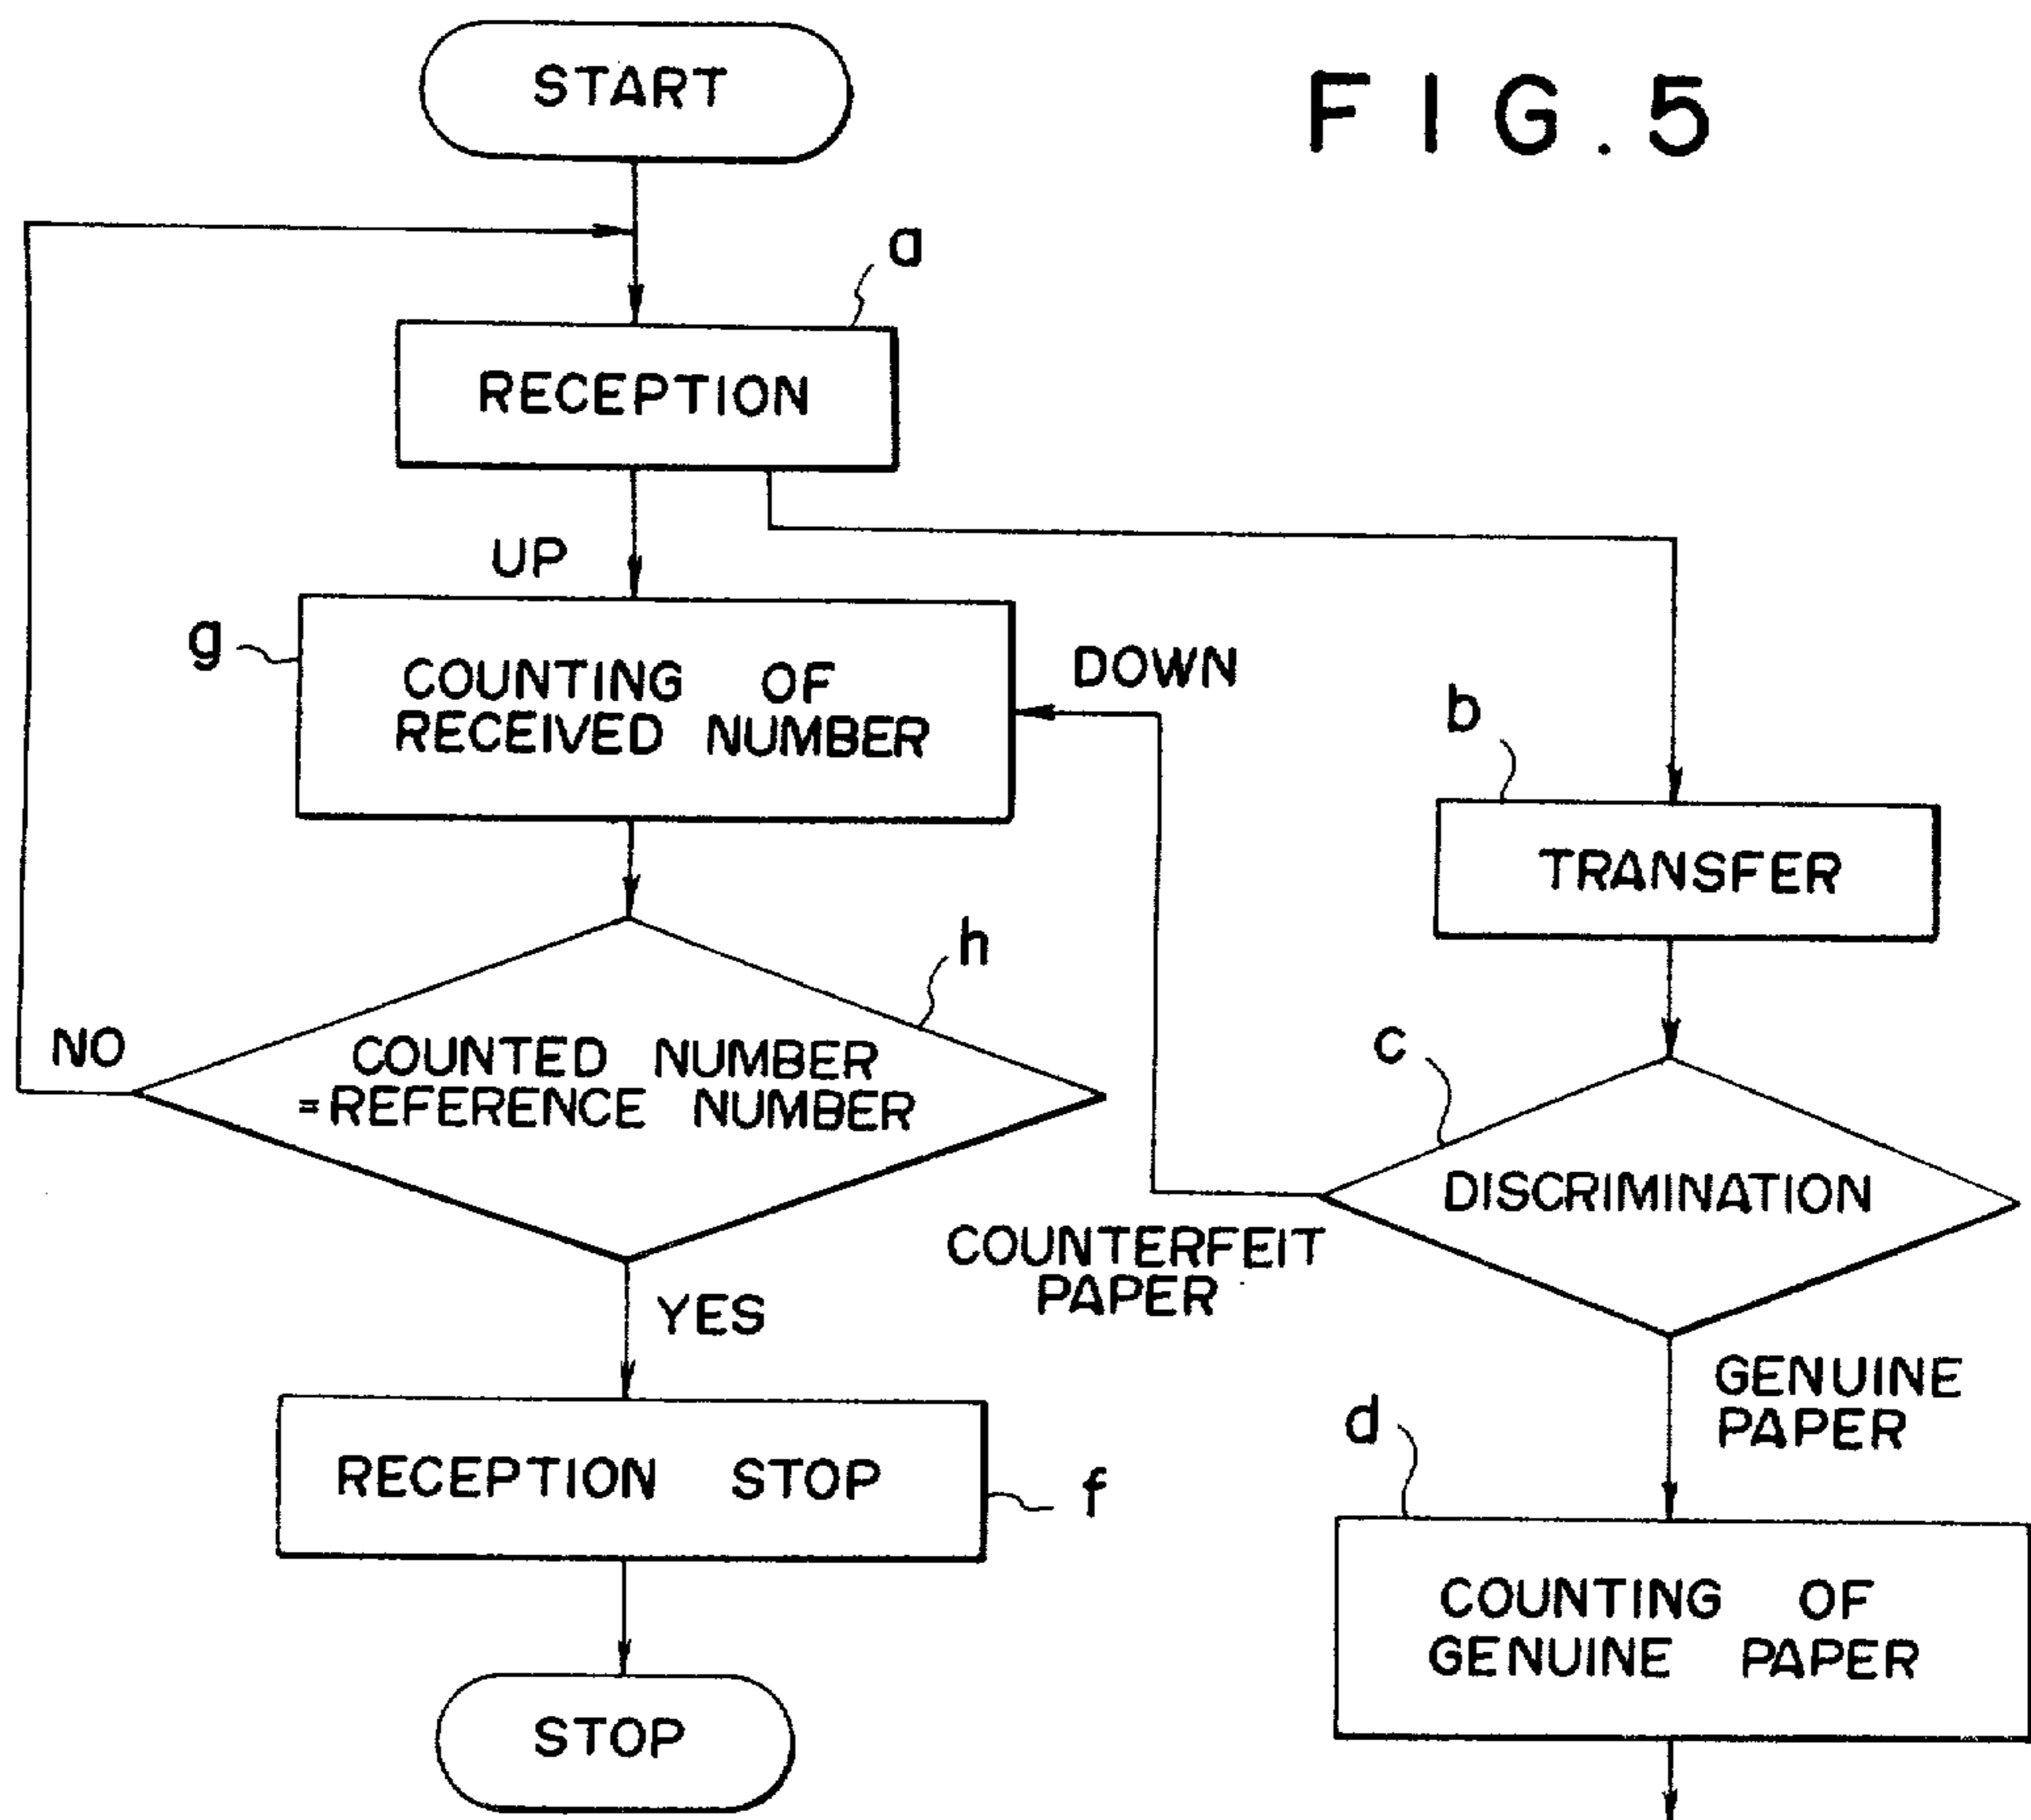 FIG.5
START
a
RECEPTION
UP
g
COUNTING OF
RECEIVED NUMBER
DOWN
b
TRANSFER
h
COUNTED NUMBER
=REFERENCE NUMBER
NO
c
DISCRIMINATION
COUNTERFEIT
PAPER
YES
GENUINE
PAPER
d
RECEPTION STOP
f
COUNTING OF
GENUINE PAPER
STOP